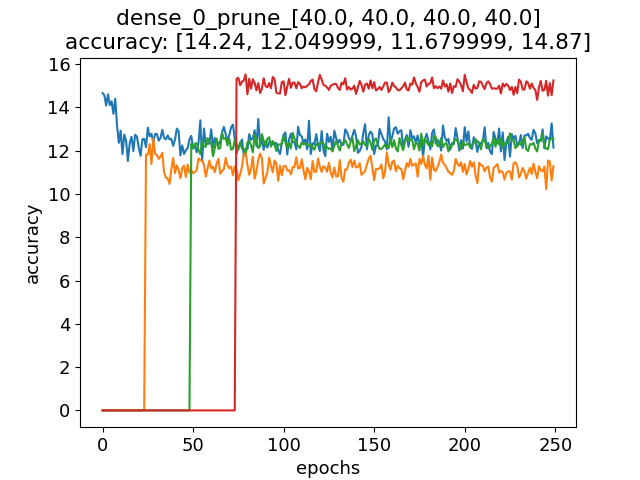 dense_0_prune_[40.0, 40.0, 40.0, 40.0]
accuracy: [14.24, 12.049999, 11.679999, 14.87]
16
14
12
10
8
6
4
2
0
accuracy
0 50 100 150 200 250
epochs